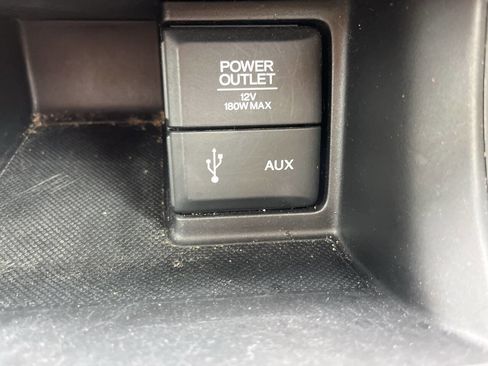 POWER
OUTLET
12V
180W MAX
AUX